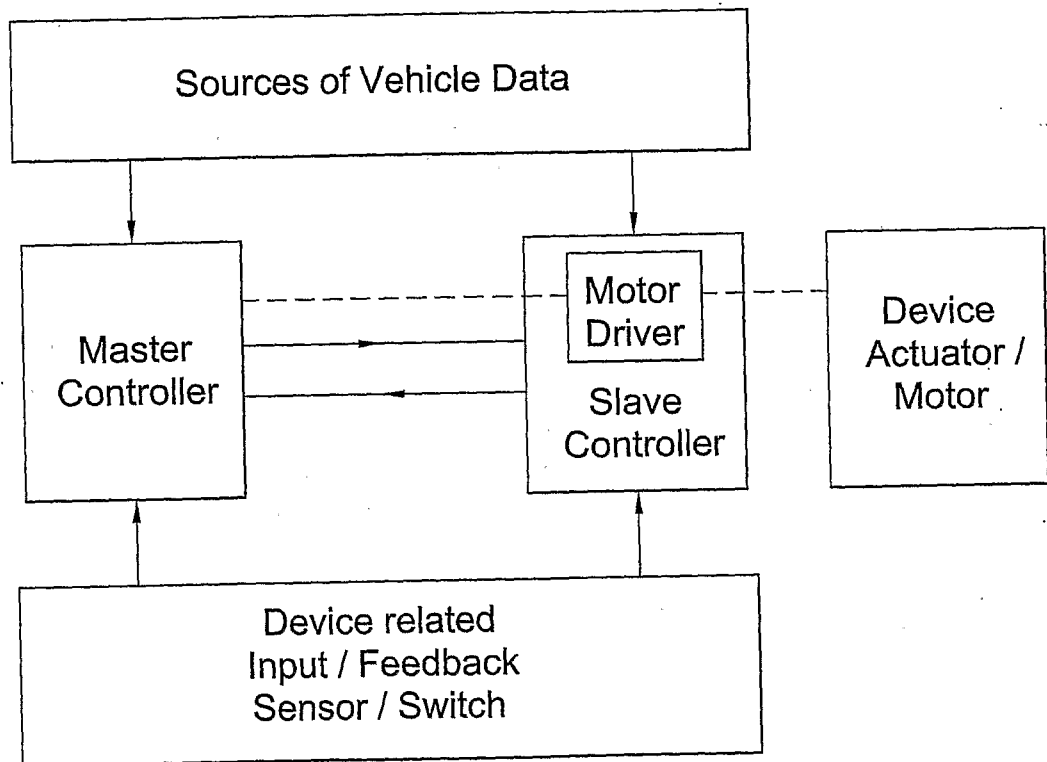 Sources of Vehicle Data
Master
Controller
Motor
Driver
Slave
Controller
Device
Actuator /
Motor
Device related
Input / Feedback
Sensor / Switch